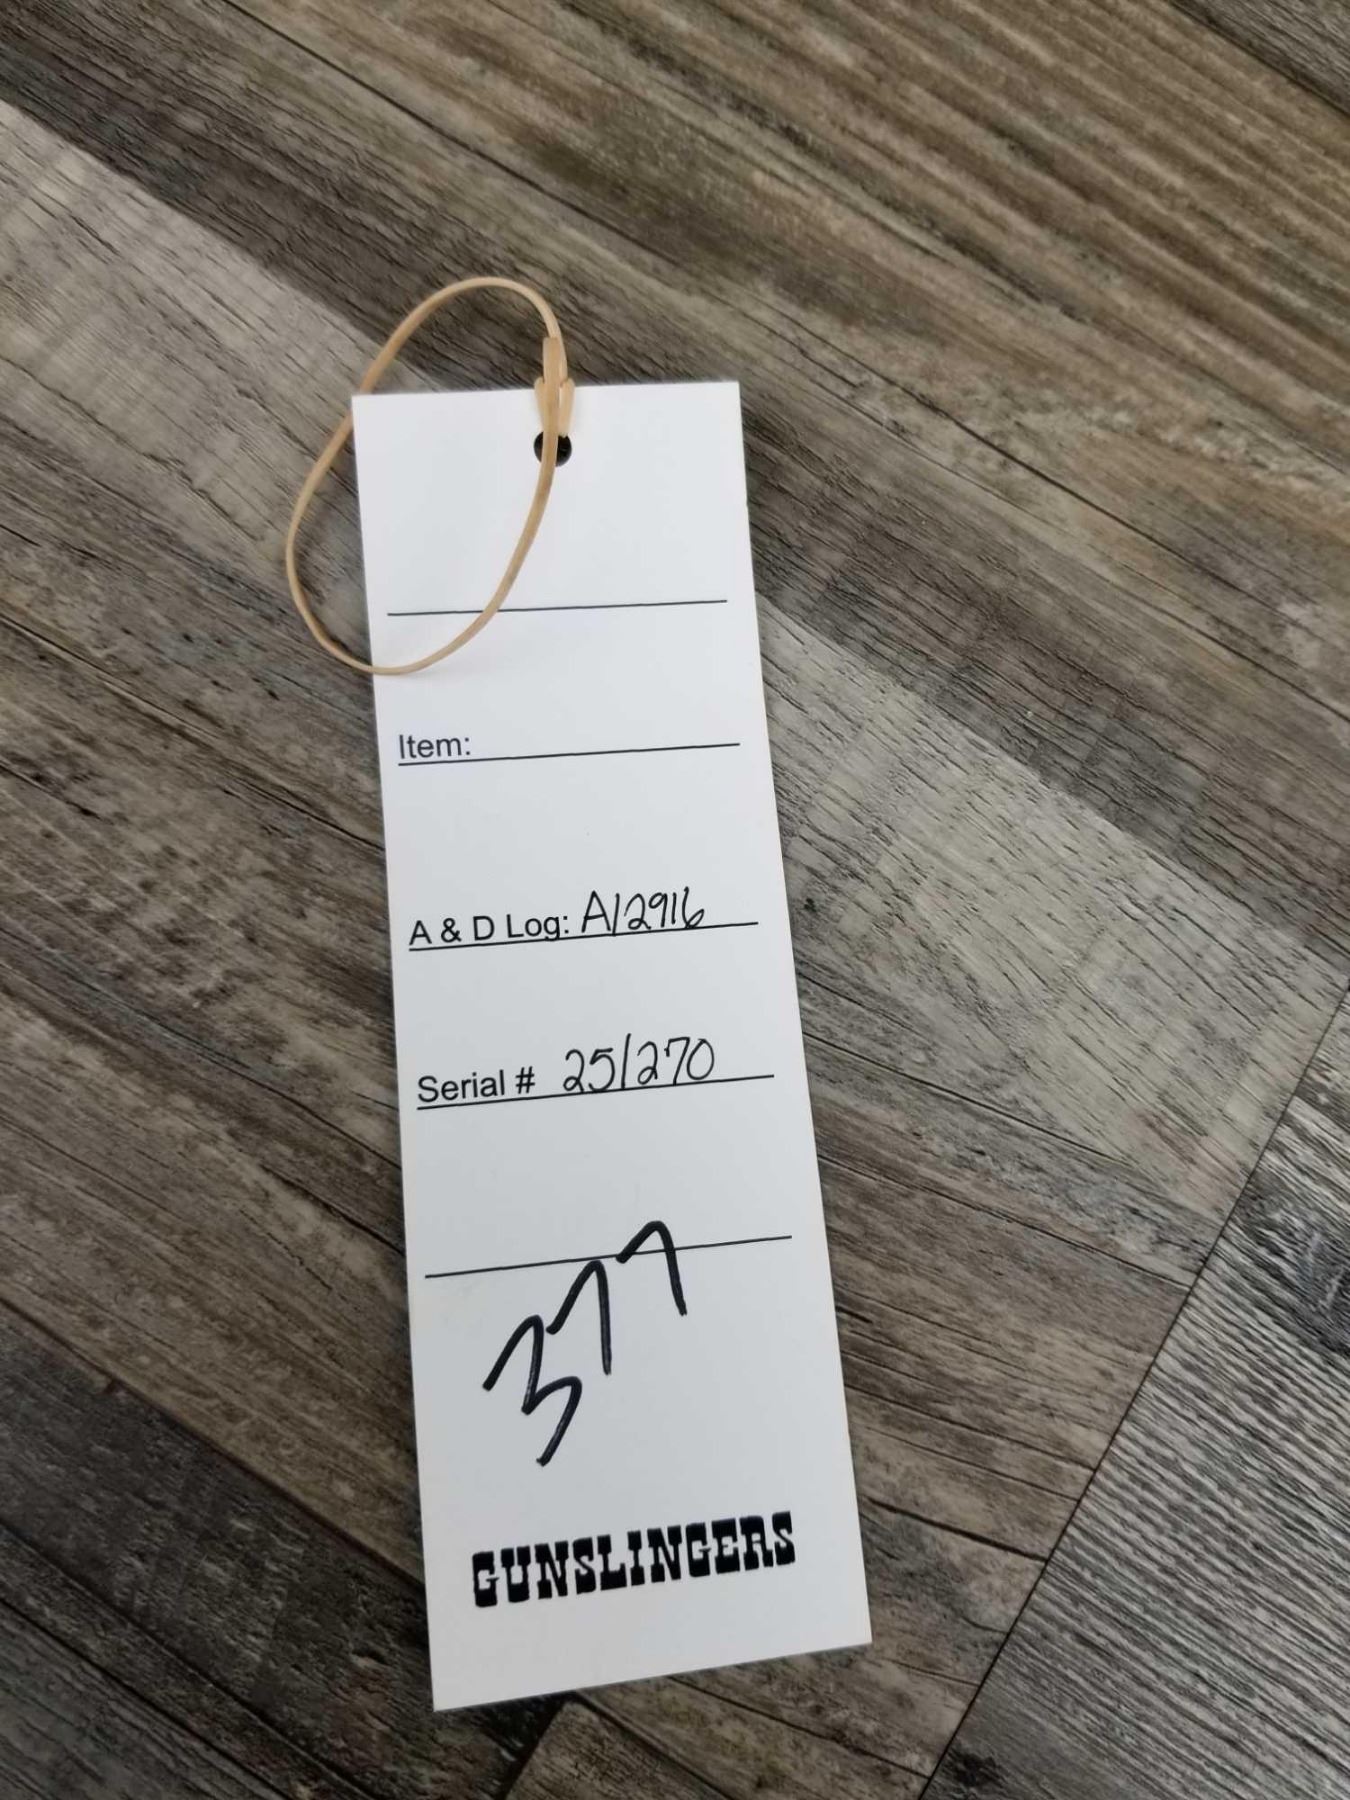 Item:
A & D Log: A12916
Serial # 251270
377
GUNSLINGERS